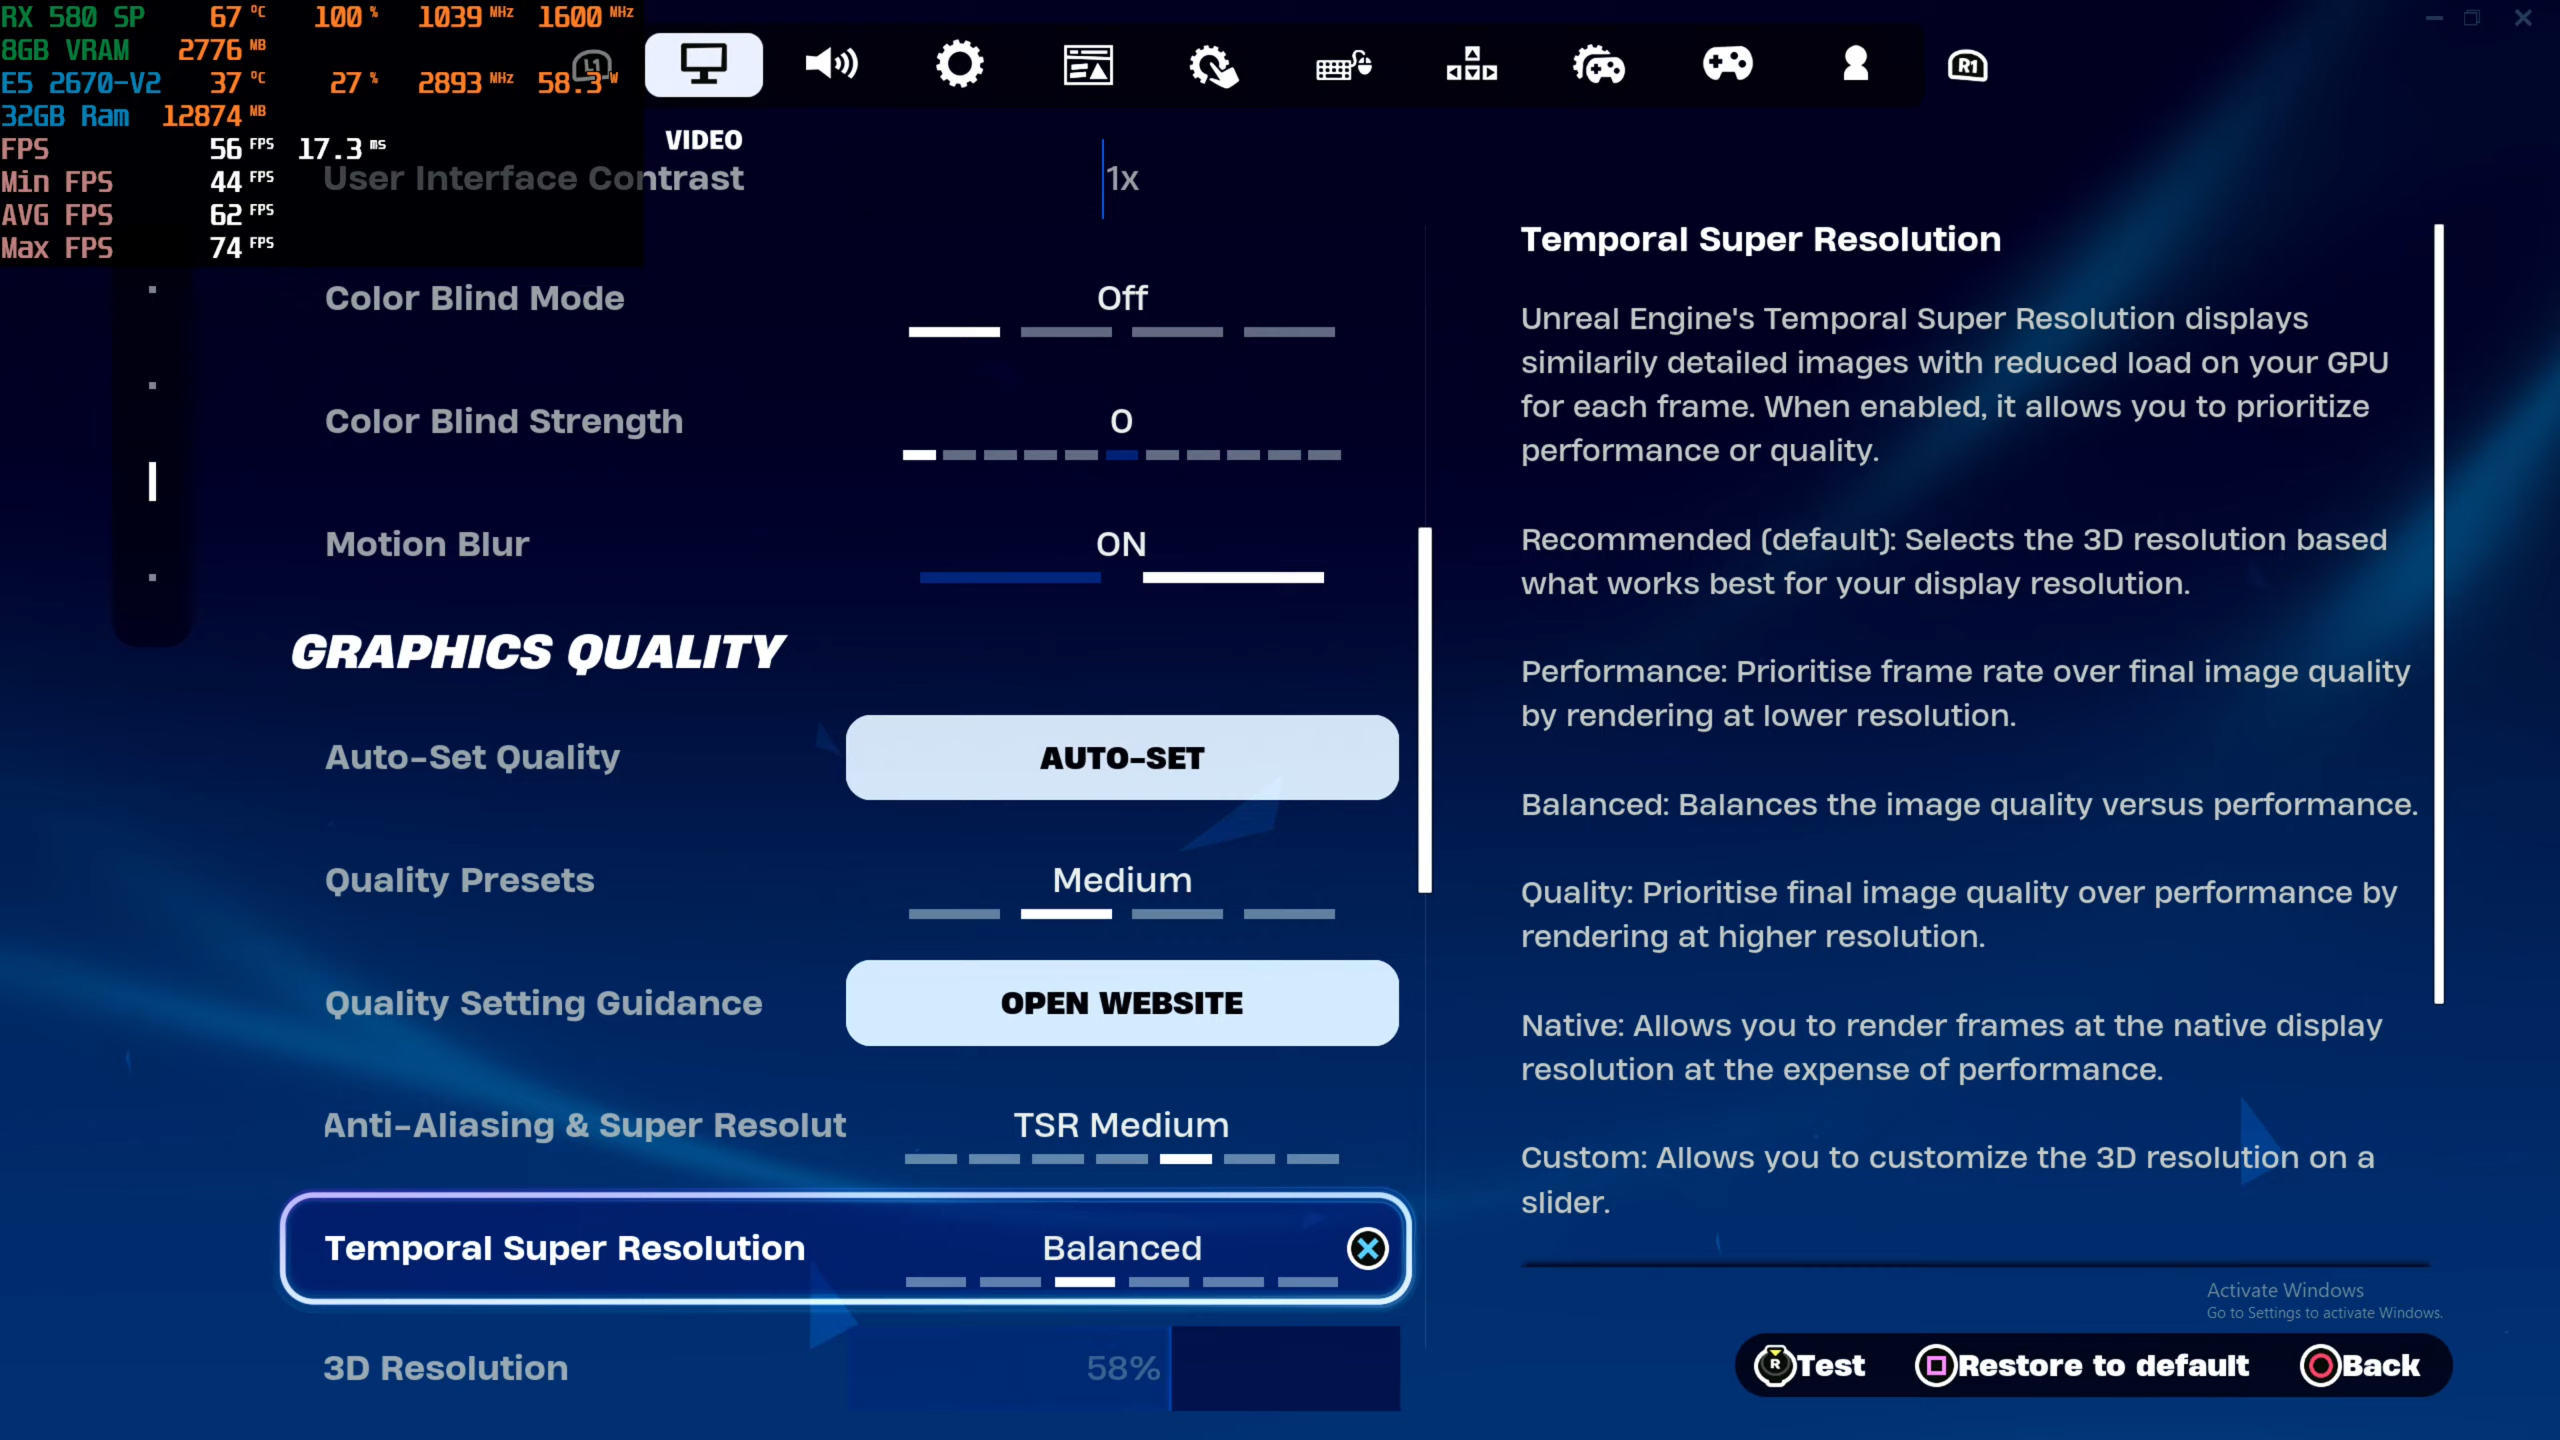 RX 580 SP 67 °C 100 % 1039 MHz 1600 MHz
8GB VRAM 2776 MB
E5 2670-V2 37 °C 27 % 2893 MHz 58.3 W
32GB Ram 12874 MB
FPS 56 FPS 17.3 ms
Min FPS 44 FPS
AVG FPS 62 FPS
Max FPS 74 FPS
L1
R1
VIDEO
User Interface Contrast 1x
Color Blind Mode Off
Color Blind Strength 0
Motion Blur ON
GRAPHICS QUALITY
Auto-Set Quality AUTO-SET
Quality Presets Medium
Quality Setting Guidance OPEN WEBSITE
Anti-Aliasing & Super Resolut TSR Medium
Temporal Super Resolution Balanced
3D Resolution 58%
Temporal Super Resolution
Unreal Engine's Temporal Super Resolution displays
similarily detailed images with reduced load on your GPU
for each frame. When enabled, it allows you to prioritize
performance or quality.
Recommended (default): Selects the 3D resolution based
what works best for your display resolution.
Performance: Prioritise frame rate over final image quality
by rendering at lower resolution.
Balanced: Balances the image quality versus performance.
Quality: Prioritise final image quality over performance by
rendering at higher resolution.
Native: Allows you to render frames at the native display
resolution at the expense of performance.
Custom: Allows you to customize the 3D resolution on a
slider.
Activate Windows
Go to Settings to activate Windows.
R Test Restore to default Back